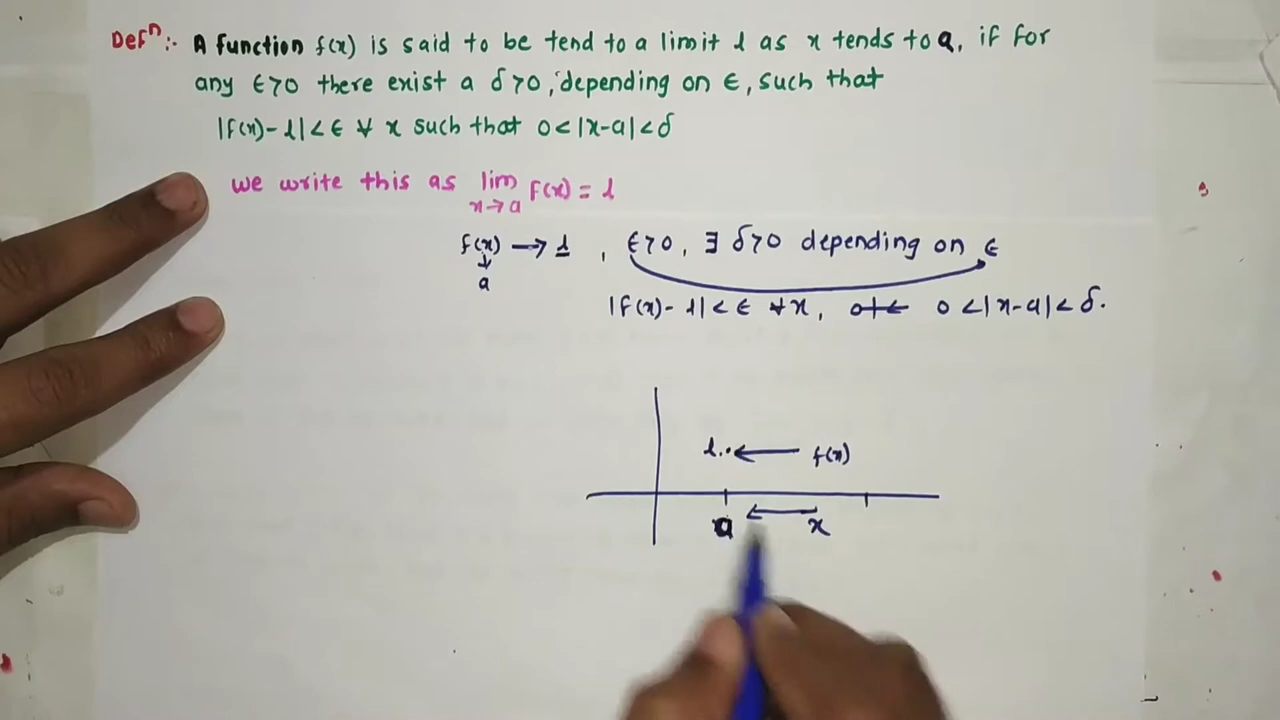 Defⁿ:- A function f(x) is said to be tend to a limit l as x tends to a, if for
any ϵ>0 there exist a δ>0, depending on ϵ, such that
|f(x)-l|<ϵ ∀ x such that 0<|x-a|<δ
we write this as lim f(x) = l
x→a
f(x) → l , ϵ>0, ∃ δ>0 depending on ϵ
↓
a
|f(x)-l|<ϵ ∀x, 0<|x-a|<δ.
l. ← f(x)
a ← x